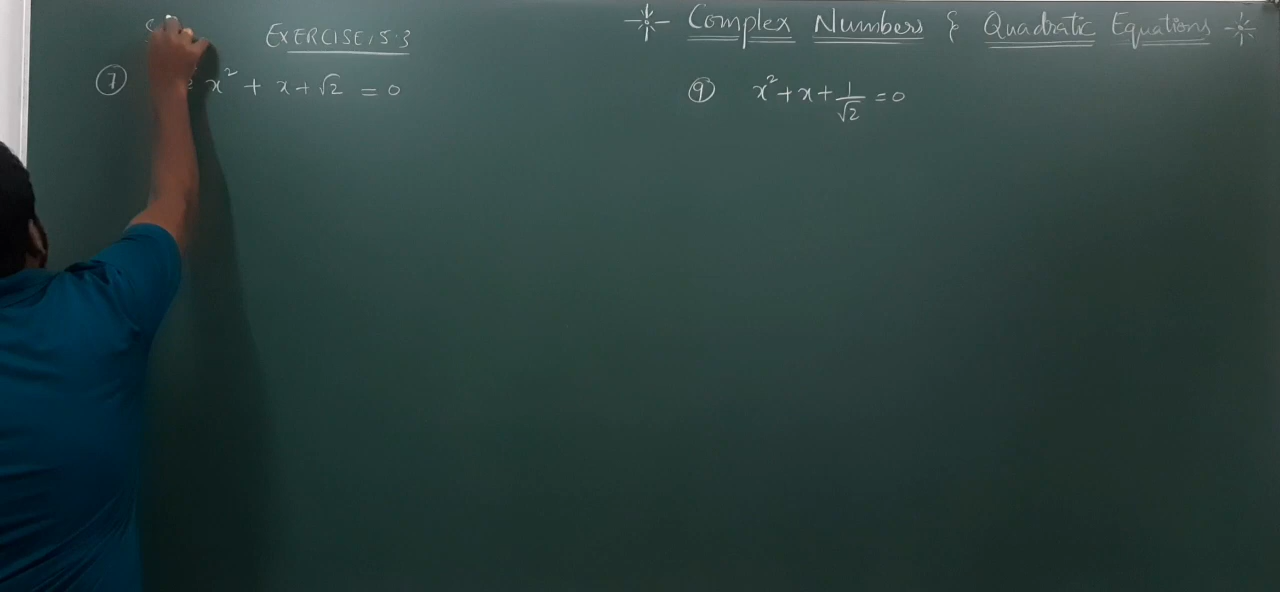 EXERCISE 5.3
⑦ x² + x + √2 = 0
-*- Complex Numbers & Quadratic Equations -*-
⑨ x² + x + 1/√2 = 0